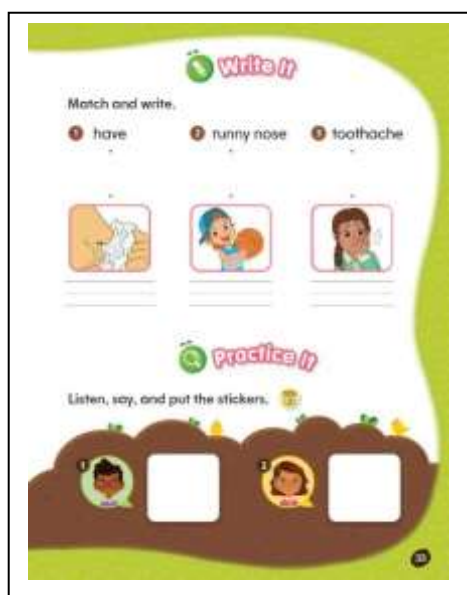 Write It
Match and write.
1 have
2 runny nose
3 toothache
Practice It
Listen, say, and put the stickers.
1
2